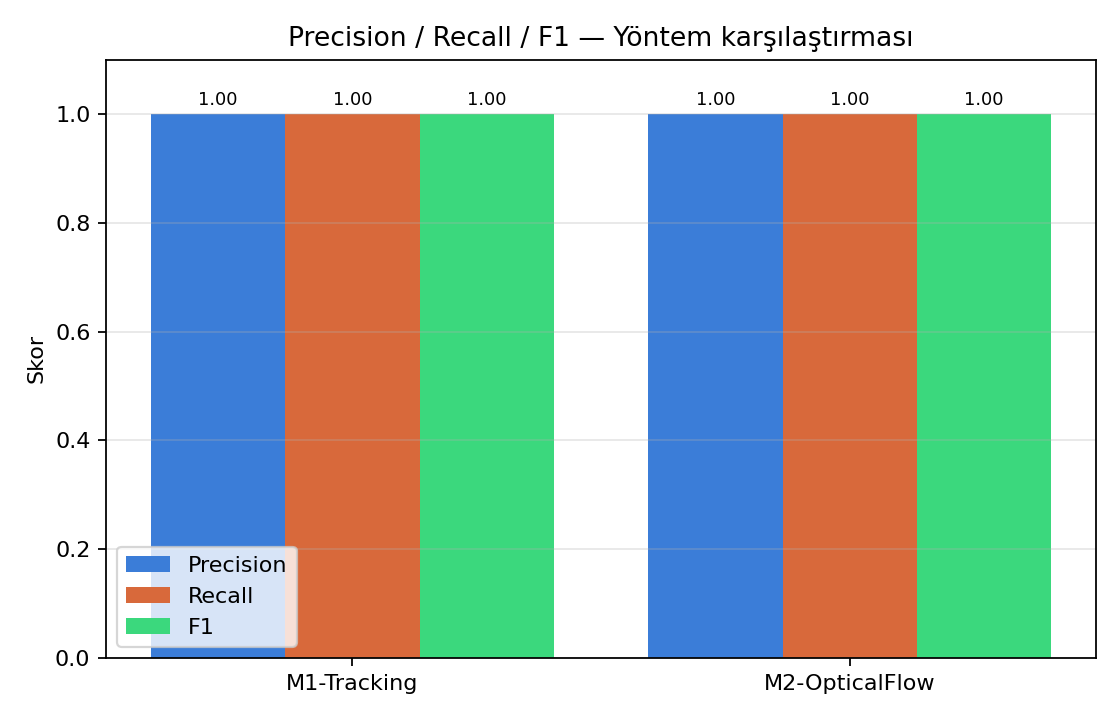 Precision / Recall / F1 — Yöntem karşılaştırması
1.00 1.00 1.00 1.00 1.00 1.00
1.0
0.8
0.6
0.4
0.2
0.0
Skor
Precision
Recall
F1
M1-Tracking M2-OpticalFlow